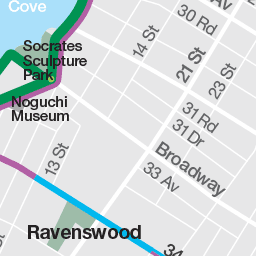 Cove
30 Rd
Socrates
Sculpture
Park
14 St
21 St
23 St
Noguchi
Museum
31 Rd
31 Dr
13 St
Broadway
33 Av
Ravenswood
34